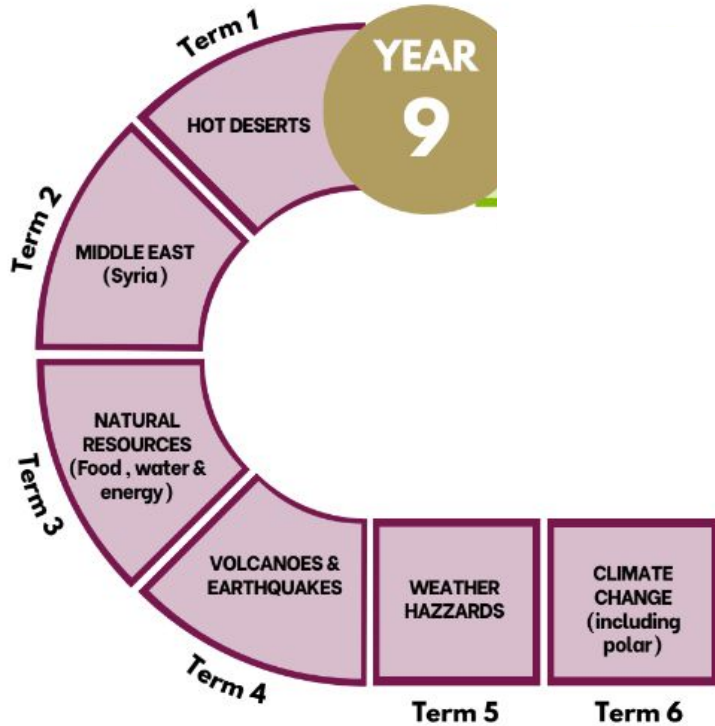 YEAR
9
Term 1
HOT DESERTS
Term 2
MIDDLE EAST
(Syria)
Term 3
NATURAL
RESOURCES
(Food , water &
energy)
Term 4
VOLCANOES &
EARTHQUAKES
WEATHER
HAZZARDS
Term 5
CLIMATE
CHANGE
(including
polar)
Term 6